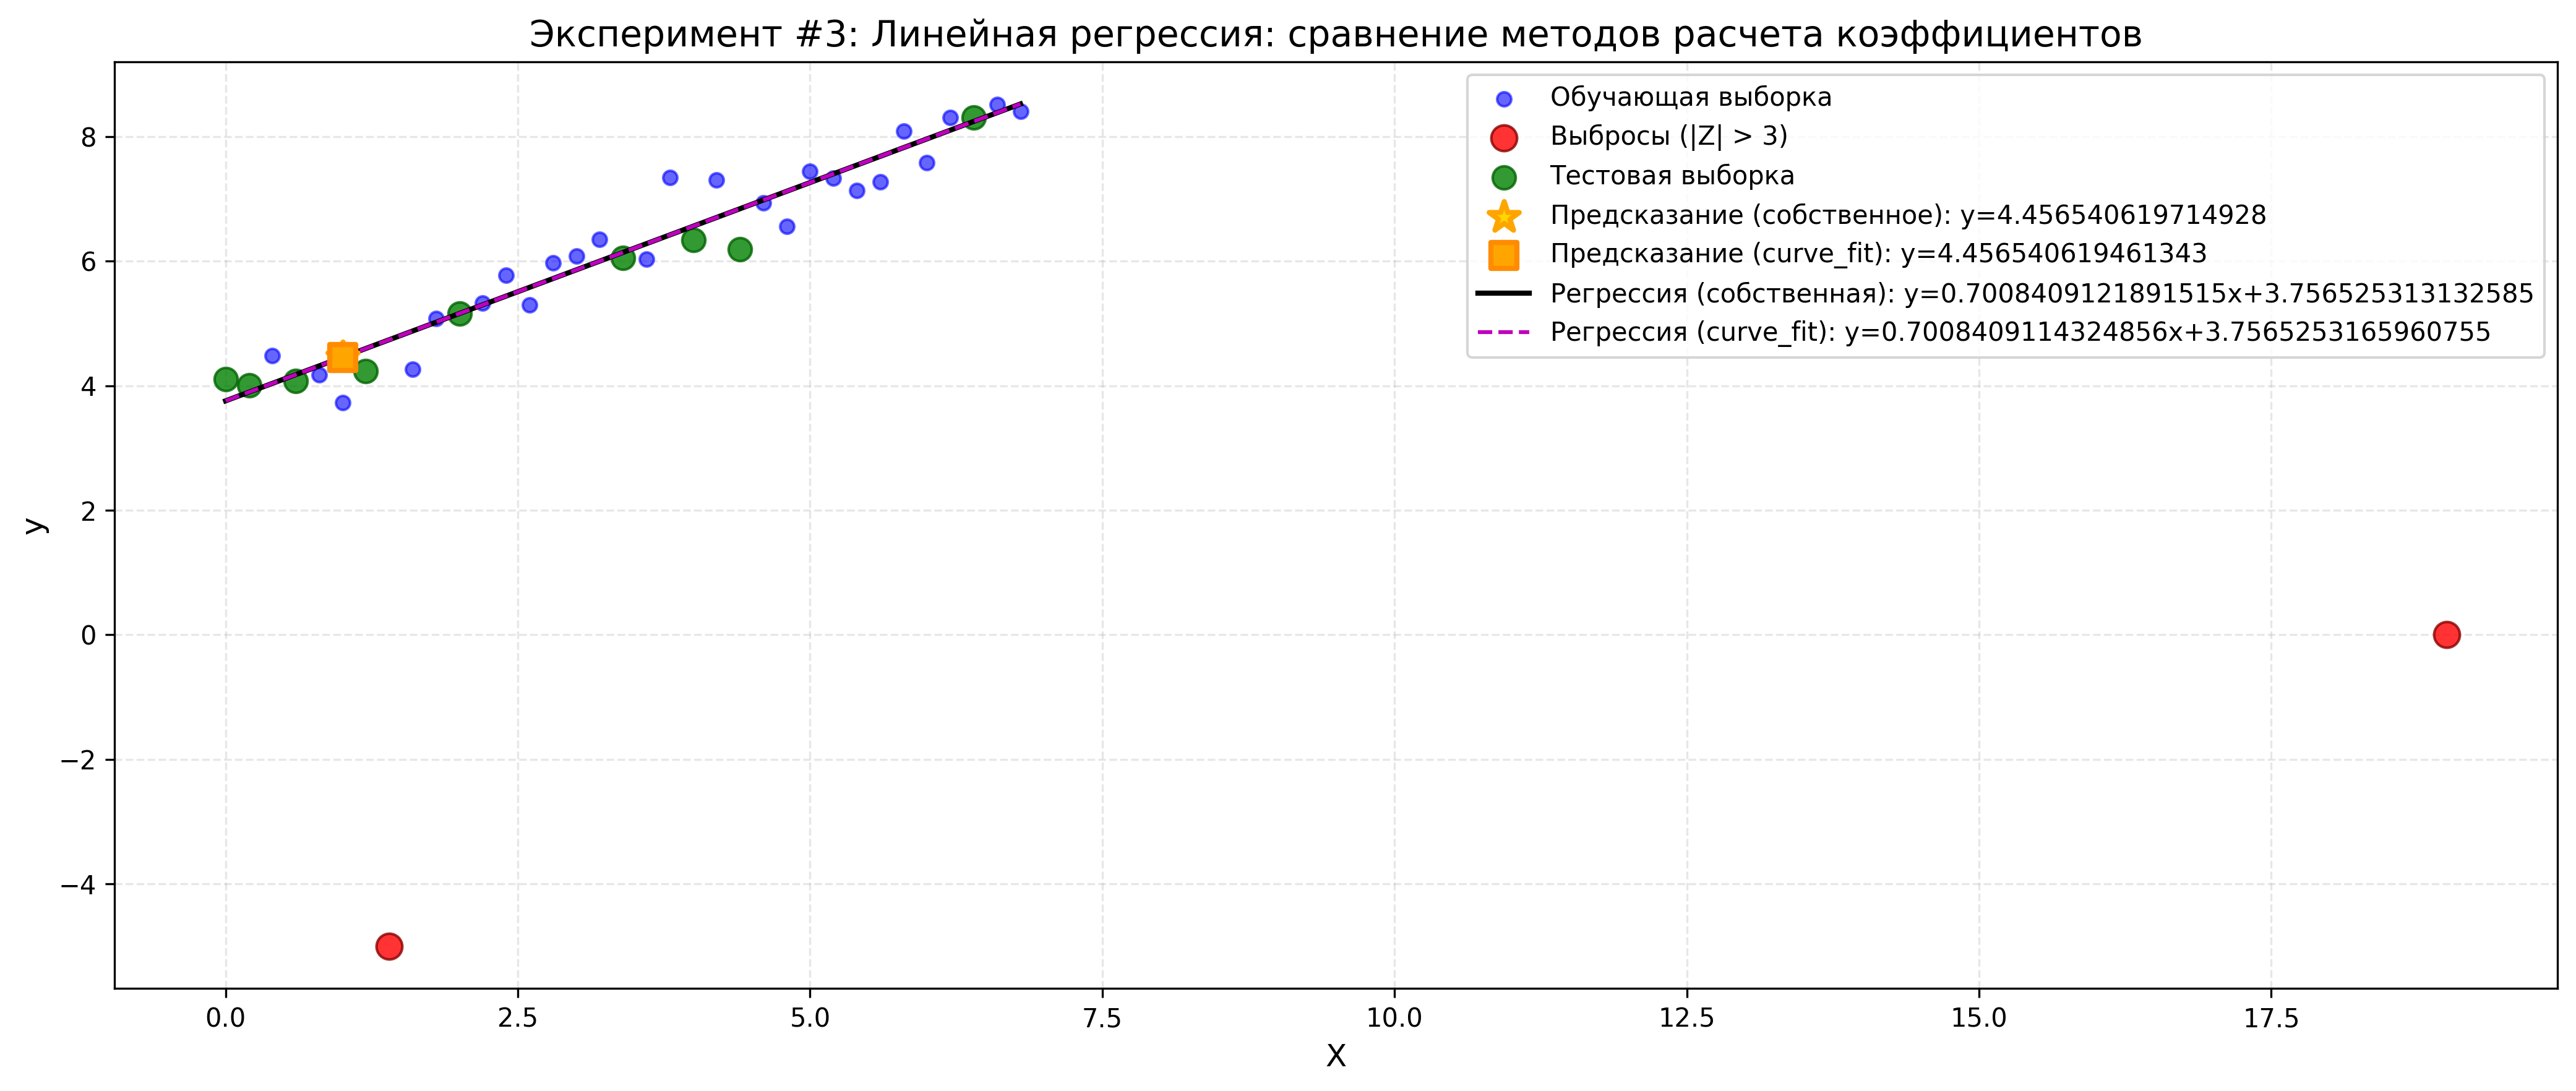 Эксперимент #3: Линейная регрессия: сравнение методов расчета коэффициентов
Обучающая выборка
Выбросы (|Z| > 3)
Тестовая выборка
Предсказание (собственное): y=4.456540619714928
Предсказание (curve_fit): y=4.456540619461343
Регрессия (собственная): y=0.7008409121891515x+3.756525313132585
Регрессия (curve_fit): y=0.7008409114324856x+3.7565253165960755
8
6
4
2
0
−2
−4
y
0.0 2.5 5.0 7.5 10.0 12.5 15.0 17.5
X